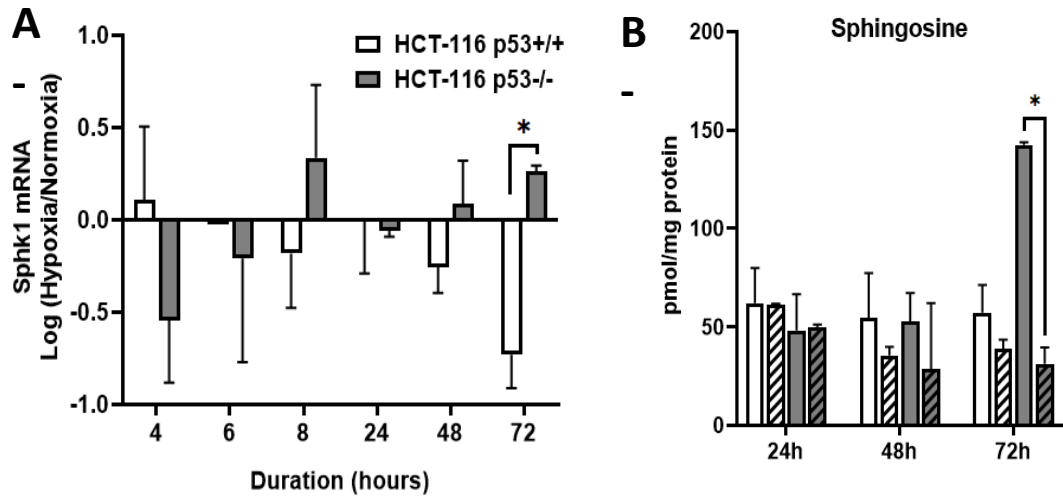 A
-
Sphk1 mRNA
Log (Hypoxia/Normoxia)
1.0
0.5
0.0
-0.5
-1.0
HCT-116 p53+/+
HCT-116 p53-/-
*
4 6 8 24 48 72
Duration (hours)
B
-
Sphingosine
pmol/mg protein
200
150
100
50
0
*
24h 48h 72h